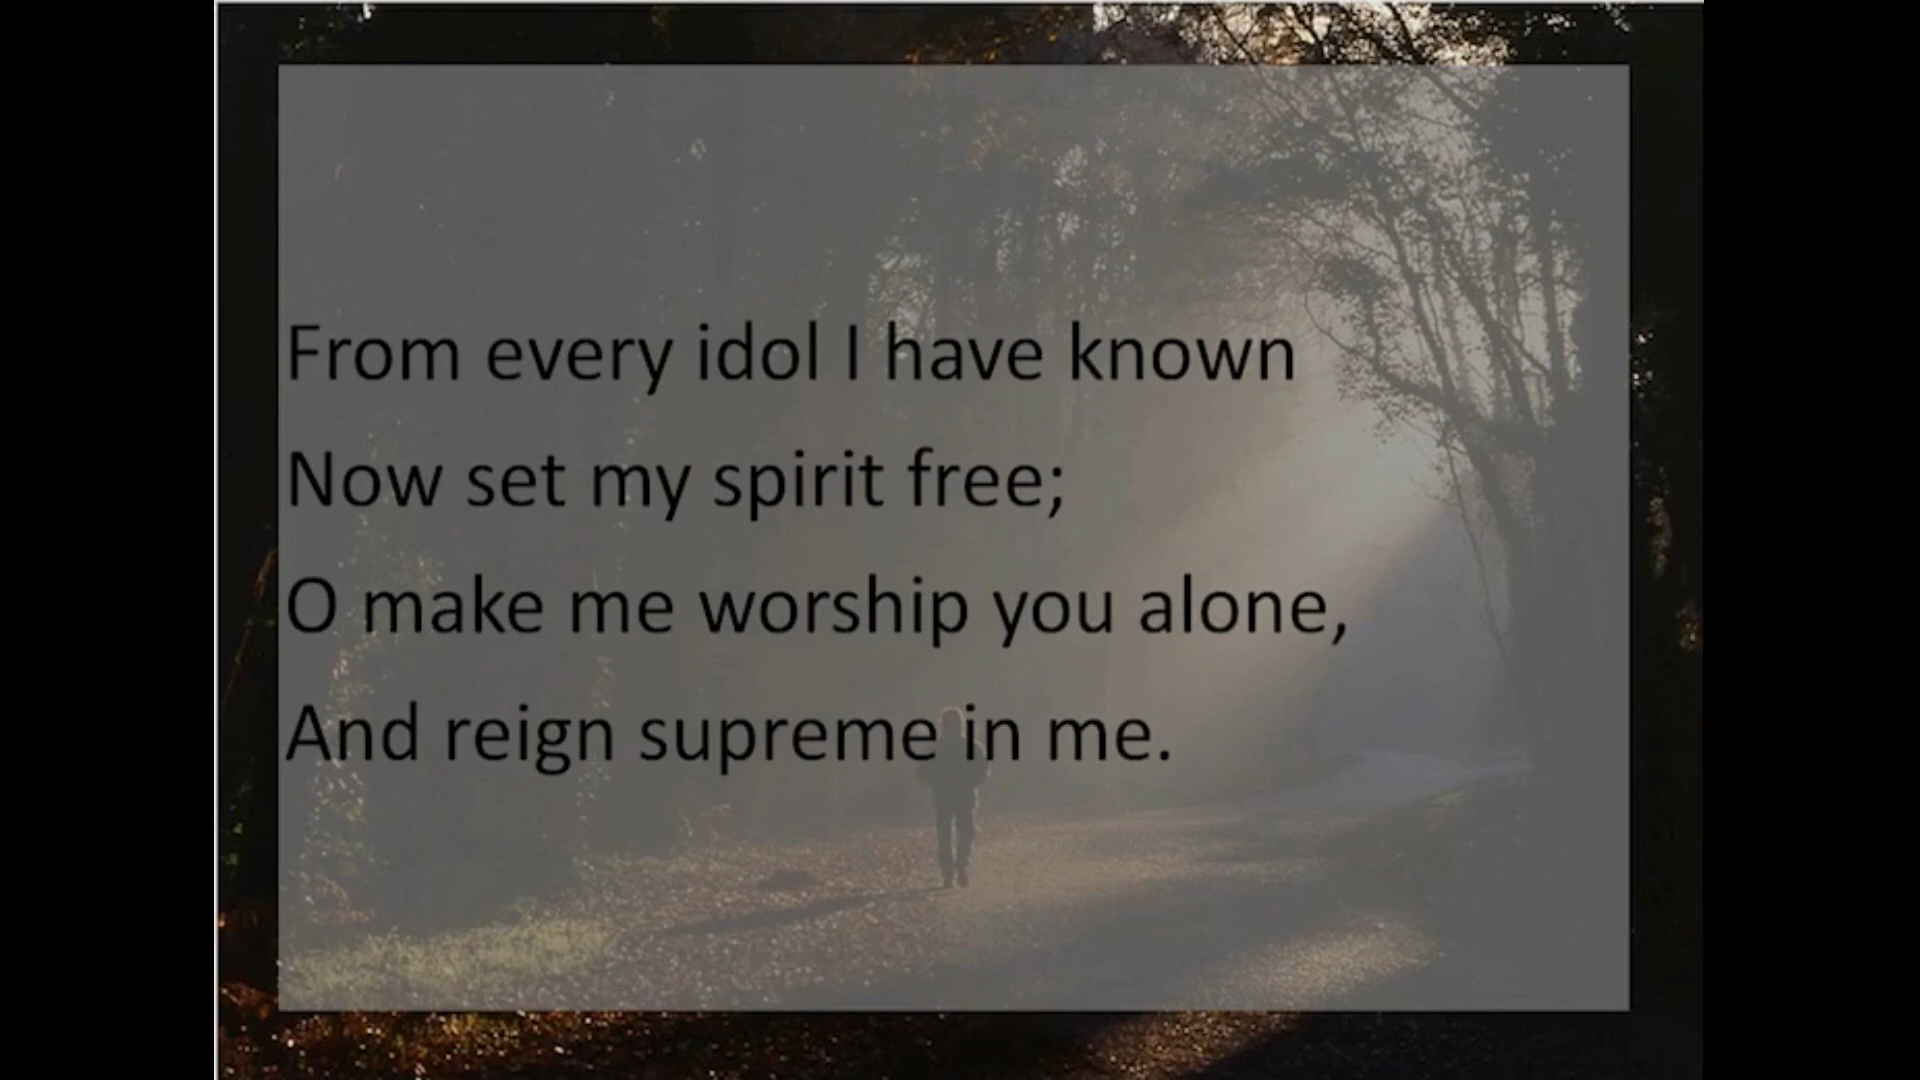 From every idol I have known
Now set my spirit free;
O make me worship you alone,
And reign supreme in me.